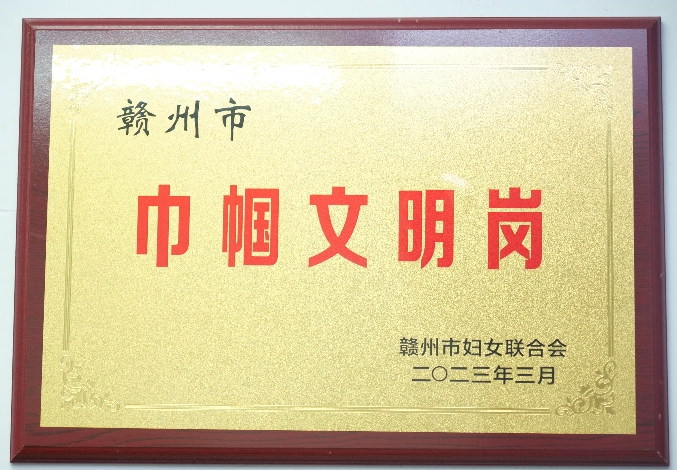 赣州市
巾帼文明岗
赣州市妇女联合会
二〇二三年三月